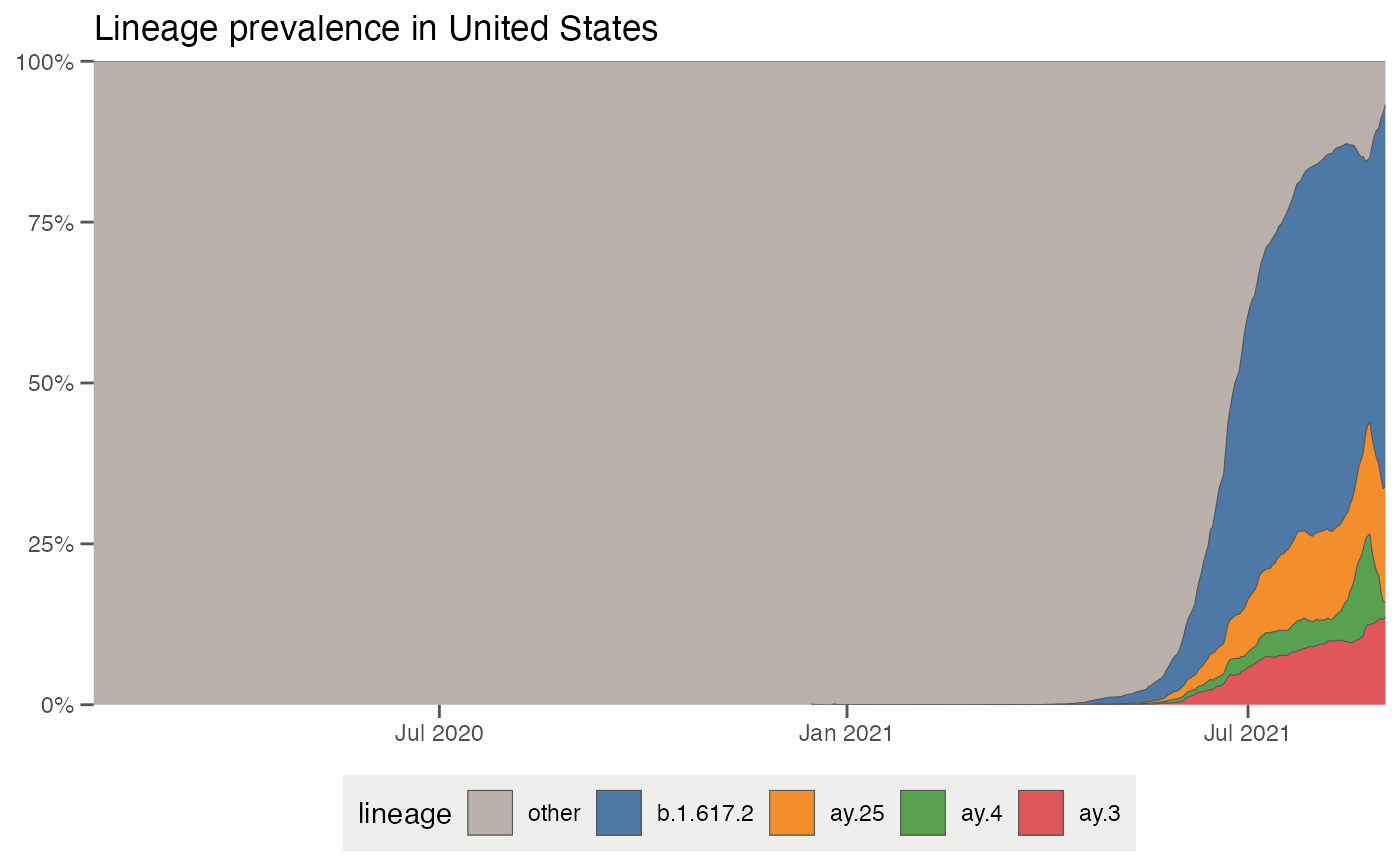 Lineage prevalence in United States
100%
75%
50%
25%
0%
Jul 2020 Jan 2021 Jul 2021
lineage other b.1.617.2 ay.25 ay.4 ay.3